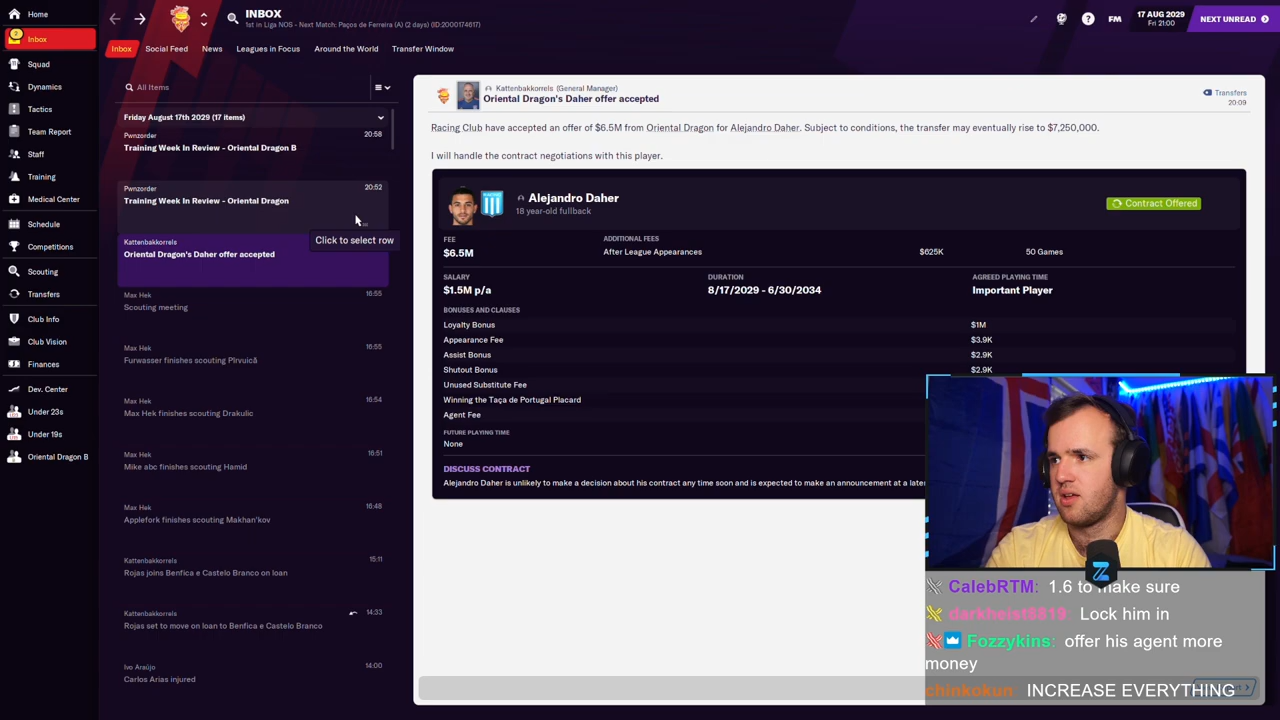 Home
Inbox
Squad
Dynamics
Tactics
Team Report
Staff
Training
Medical Center
Schedule
Competitions
Scouting
Transfers
Club Info
Club Vision
Finances
Dev. Center
Under 23s
Under 19s
Oriental Dragon B
INBOX
1st in Liga NOS - Next Match: Paços de Ferreira (A) (2 days) (ID:2000174617)
FM
17 AUG 2029
Fri 21:00
NEXT UNREAD
Inbox
Social Feed
News
Leagues in Focus
Around the World
Transfer Window
All Items
Friday August 17th 2029 (17 items)
Pwnzorder 20:58
Training Week In Review - Oriental Dragon B
Pwnzorder 20:52
Training Week In Review - Oriental Dragon
Click to select row
Kattenbakkorrels
Oriental Dragon's Daher offer accepted
Max Hek 16:55
Scouting meeting
Max Hek 16:55
Furwasser finishes scouting Plrvuică
Max Hek 16:54
Max Hek finishes scouting Drakulic
Max Hek 16:51
Mike abc finishes scouting Hamid
Max Hek 16:48
Applefork finishes scouting Makhan'kov
Kattenbakkorrels 15:11
Rojas joins Benfica e Castelo Branco on loan
Kattenbakkorrels 14:33
Rojas set to move on loan to Benfica e Castelo Branco
Ivo Araújo 14:00
Carlos Arias injured
Kattenbakkorrels (General Manager)
Oriental Dragon's Daher offer accepted
Transfers
20:09
Racing Club have accepted an offer of $6.5M from Oriental Dragon for Alejandro Daher. Subject to conditions, the transfer may eventually rise to $7,250,000.
I will handle the contract negotiations with this player.
Alejandro Daher
18 year-old fullback
Contract Offered
FEE
$6.5M
ADDITIONAL FEES
After League Appearances $625K 50 Games
SALARY
$1.5M p/a
DURATION
8/17/2029 - 6/30/2034
AGREED PLAYING TIME
Important Player
BONUSES AND CLAUSES
Loyalty Bonus $1M
Appearance Fee $3.9K
Assist Bonus $2.9K
Shutout Bonus $2.9K
Unused Substitute Fee
Winning the Taça de Portugal Placard
Agent Fee
FUTURE PLAYING TIME
None
DISCUSS CONTRACT
Alejandro Daher is unlikely to make a decision about his contract any time soon and is expected to make an announcement at a later
CalebRTM: 1.6 to make sure
darkheist8819: Lock him in
Fozzykins: offer his agent more
money
chinkokun INCREASE EVERYTHING